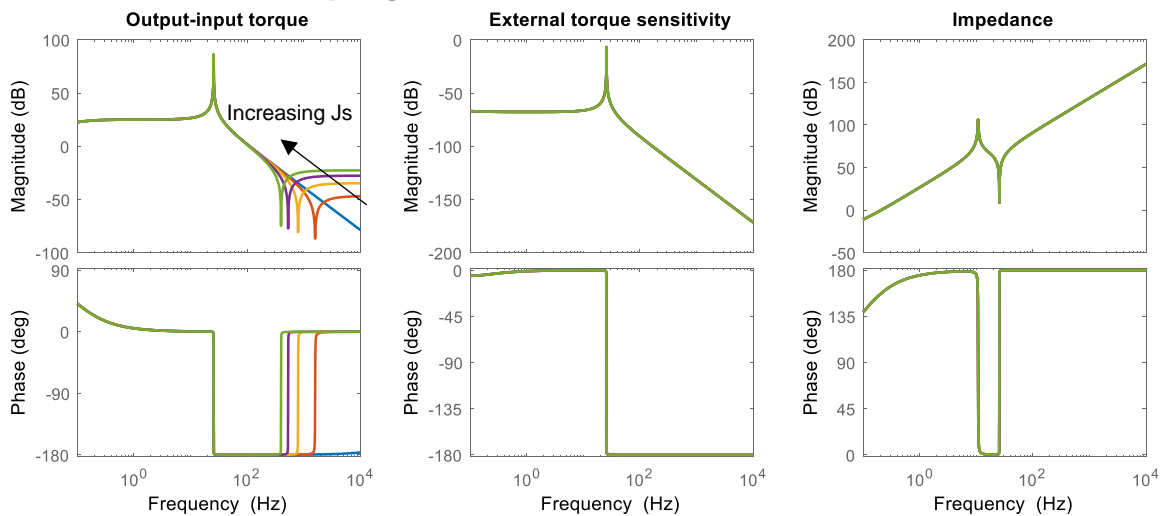 Output-input torque
External torque sensitivity
Impedance
Magnitude (dB)
100
50
0
-50
-100
Increasing Js
Magnitude (dB)
0
-50
-100
-150
-200
Magnitude (dB)
200
150
100
50
0
-50
Phase (deg)
90
0
-90
-180
10^0 10^2 10^4
Frequency (Hz)
Phase (deg)
0
-45
-90
-135
-180
10^0 10^2 10^4
Frequency (Hz)
Phase (deg)
180
135
90
45
0
10^0 10^2 10^4
Frequency (Hz)